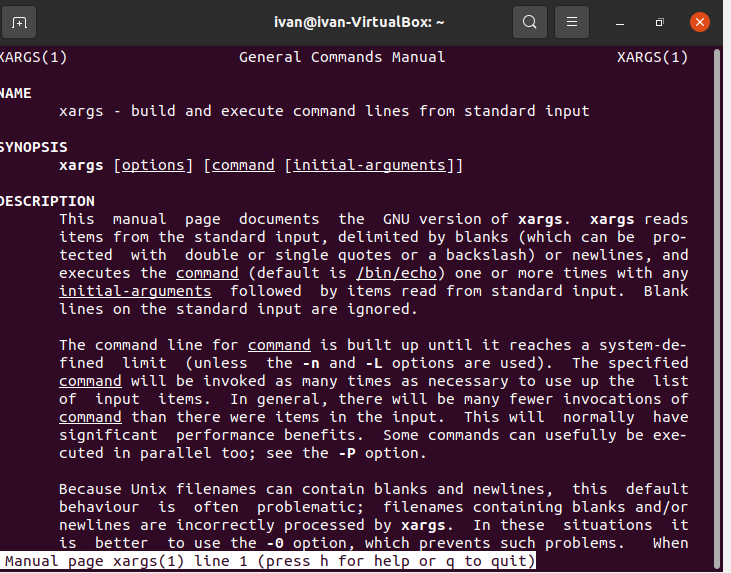 ivan@ivan-VirtualBox: ~
XARGS(1) General Commands Manual XARGS(1)
NAME
xargs - build and execute command lines from standard input
SYNOPSIS
xargs [options] [command [initial-arguments]]
DESCRIPTION
This manual page documents the GNU version of xargs. xargs reads
items from the standard input, delimited by blanks (which can be pro-
tected with double or single quotes or a backslash) or newlines, and
executes the command (default is /bin/echo) one or more times with any
initial-arguments followed by items read from standard input. Blank
lines on the standard input are ignored.
The command line for command is built up until it reaches a system-de-
fined limit (unless the -n and -L options are used). The specified
command will be invoked as many times as necessary to use up the list
of input items. In general, there will be many fewer invocations of
command than there were items in the input. This will normally have
significant performance benefits. Some commands can usefully be exe-
cuted in parallel too; see the -P option.
Because Unix filenames can contain blanks and newlines, this default
behaviour is often problematic; filenames containing blanks and/or
newlines are incorrectly processed by xargs. In these situations it
is better to use the -0 option, which prevents such problems. When
Manual page xargs(1) line 1 (press h for help or q to quit)